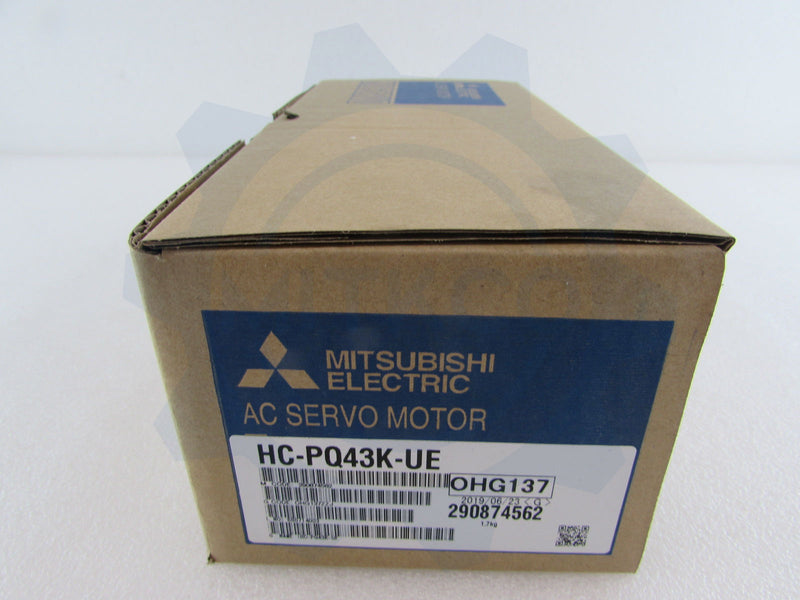 MITSUBISHI
ELECTRIC
AC SERVO MOTOR
HC-PQ43K-UE
OHG137
2019/06/23 < G >
290874562
1.7kg